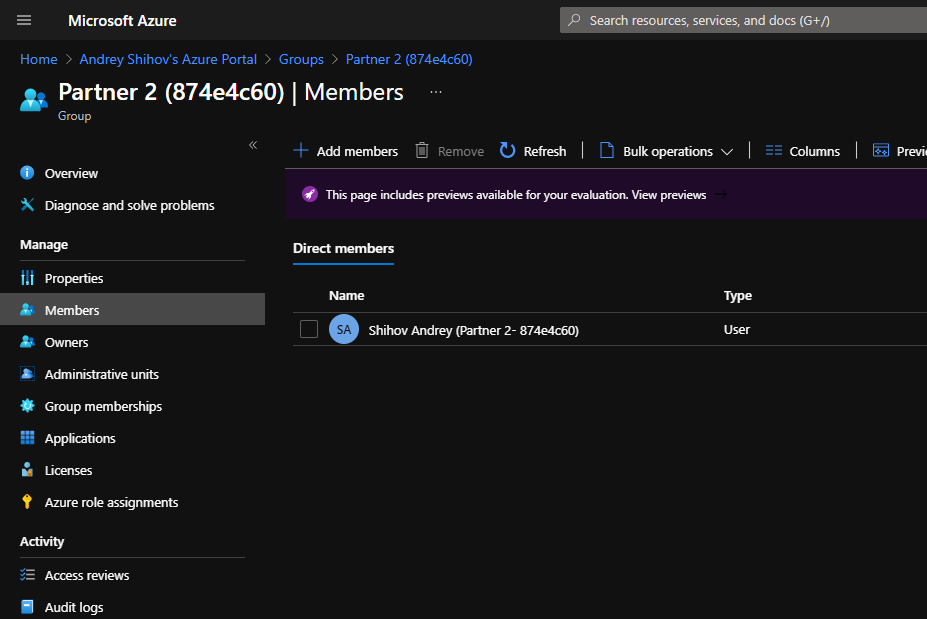 Microsoft Azure
Search resources, services, and docs (G+/)
Home > Andrey Shihov's Azure Portal > Groups > Partner 2 (874e4c60)
Partner 2 (874e4c60) | Members ...
Group
«
Overview
Diagnose and solve problems
Manage
Properties
Members
Owners
Administrative units
Group memberships
Applications
Licenses
Azure role assignments
Activity
Access reviews
Audit logs
Add members Remove Refresh Bulk operations Columns
This page includes previews available for your evaluation. View previews →
Direct members
Name Type
SA Shihov Andrey (Partner 2- 874e4c60) User